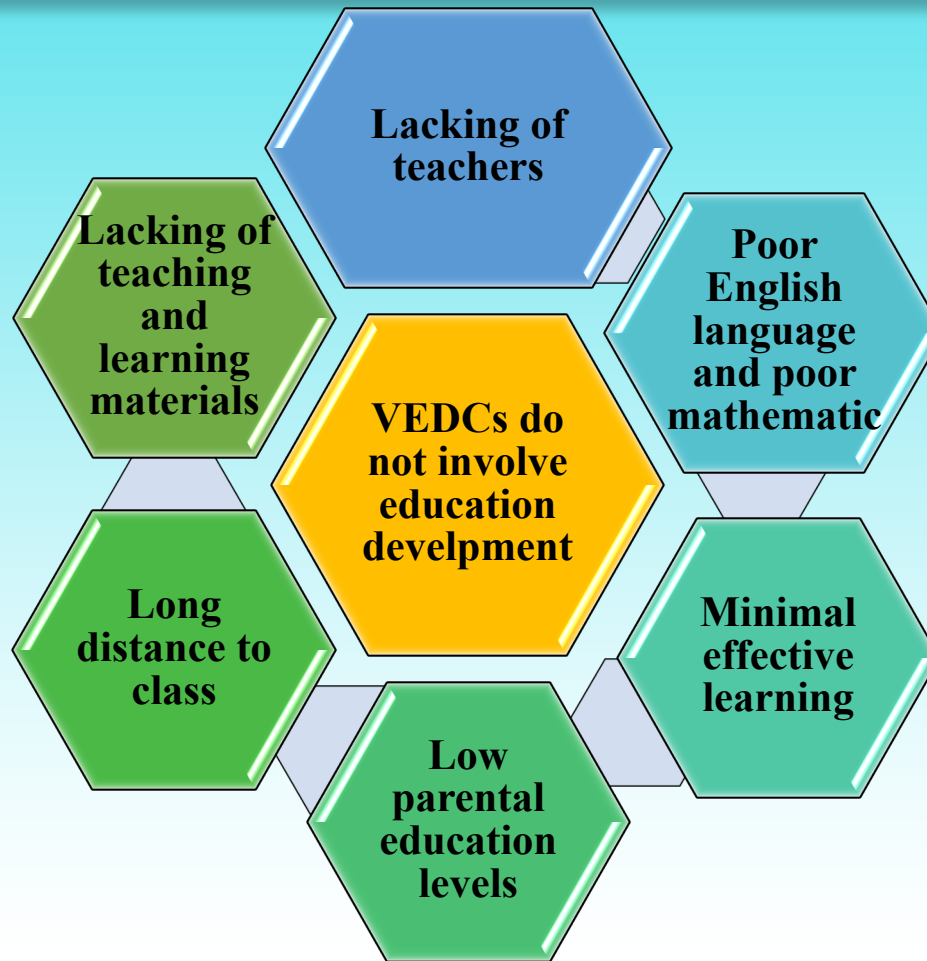 Lacking of
teachers
Poor
English
language
and poor
mathematic
Minimal
effective
learning
Low
parental
education
levels
Long
distance to
class
Lacking of
teaching
and
learning
materials
VEDCs do
not involve
education
develpment